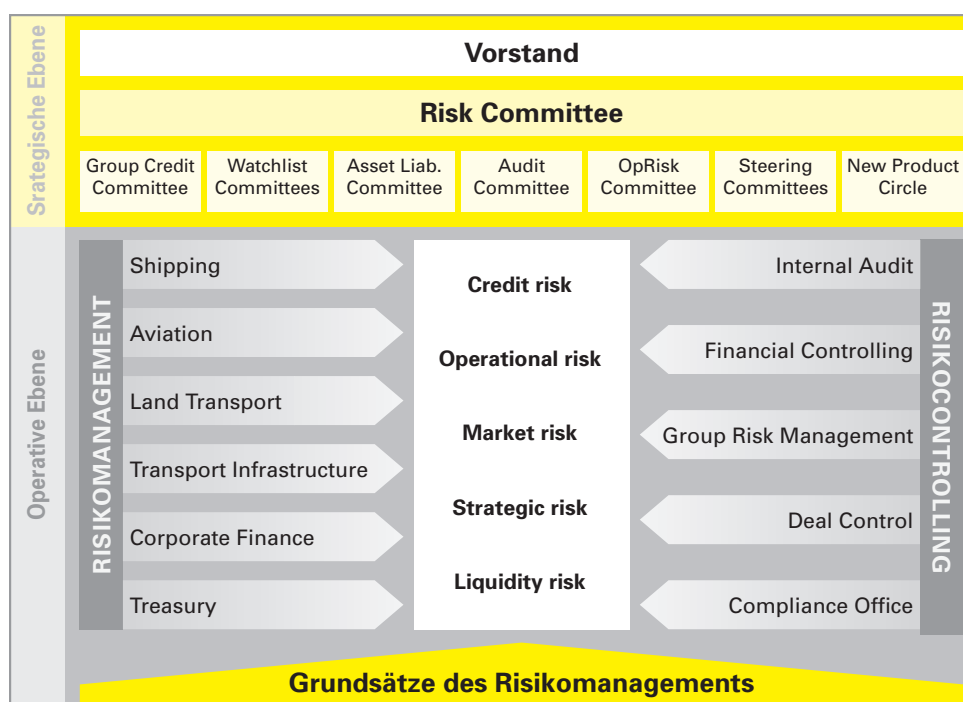 Srategische Ebene
Vorstand
Risk Committee
Group Credit
Committee
Watchlist
Committees
Asset Liab.
Committee
Audit
Committee
OpRisk
Committee
Steering
Committees
New Product
Circle
Operative Ebene
RISIKOMANAGEMENT
Shipping
Aviation
Land Transport
Transport Infrastructure
Corporate Finance
Treasury
Credit risk
Operational risk
Market risk
Strategic risk
Liquidity risk
Internal Audit
Financial Controlling
Group Risk Management
Deal Control
Compliance Office
RISIKOCONTROLLING
Grundsätze des Risikomanagements